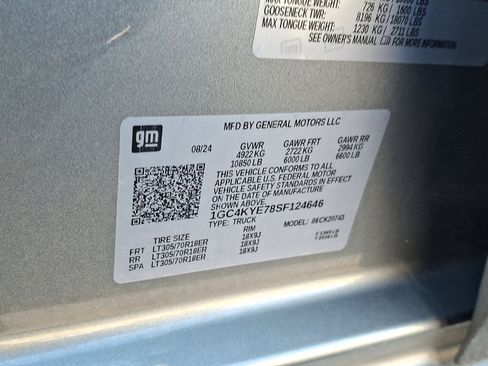 MAX TONGUE WEIGHT: 726 KG / 1600 LBS
GOOSENECK TWR: 8196 KG / 18070 LBS
MAX TONGUE WEIGHT: 1230 KG / 2711 LBS
SEE OWNER'S MANUAL FOR MORE INFORMATION
gm
MFD BY GENERAL MOTORS LLC
08/24 GVWR GAWR FRT GAWR RR
4922 KG 2722 KG 2994 KG
10850 LB 6000 LB 6600 LB
THIS VEHICLE CONFORMS TO ALL
APPLICABLE U.S. FEDERAL MOTOR
VEHICLE SAFETY STANDARDS IN EFFECT
ON THE DATE OF MANUFACTURE
SHOWN ABOVE.
1GC4KYE78SF124646
TYPE: TRUCK MODEL: 86CK20743
TIRE SIZE RIM
FRT LT305/70R18ER 18X9J
RR LT305/70R18ER 18X9J
SPA LT305/70R18ER 18X9J